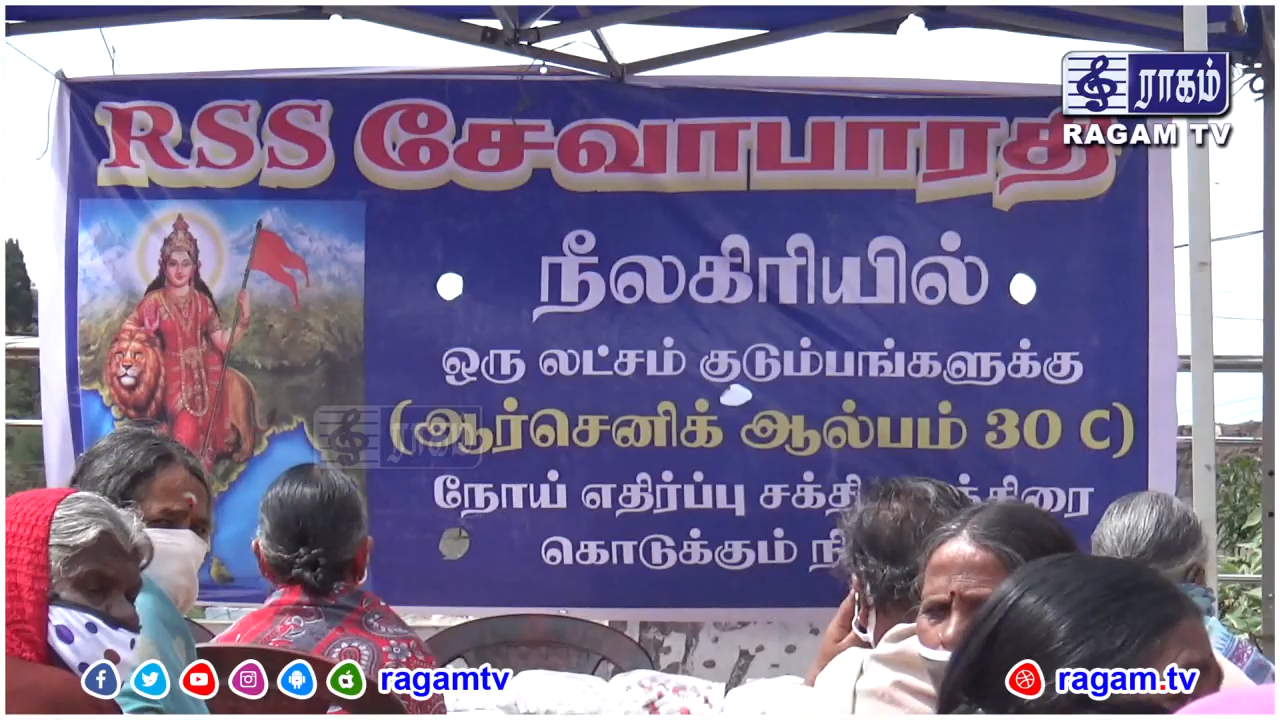 ராகம்
RAGAM TV
RSS சேவாபாரதி
நீலகிரியில்
ஒரு லட்சம் குடும்பங்களுக்கு
(ஆர்செனிக் ஆல்பம் 30 C)
நோய் எதிர்ப்பு
கொடுக்கும்
ragamtv
ragam.tv